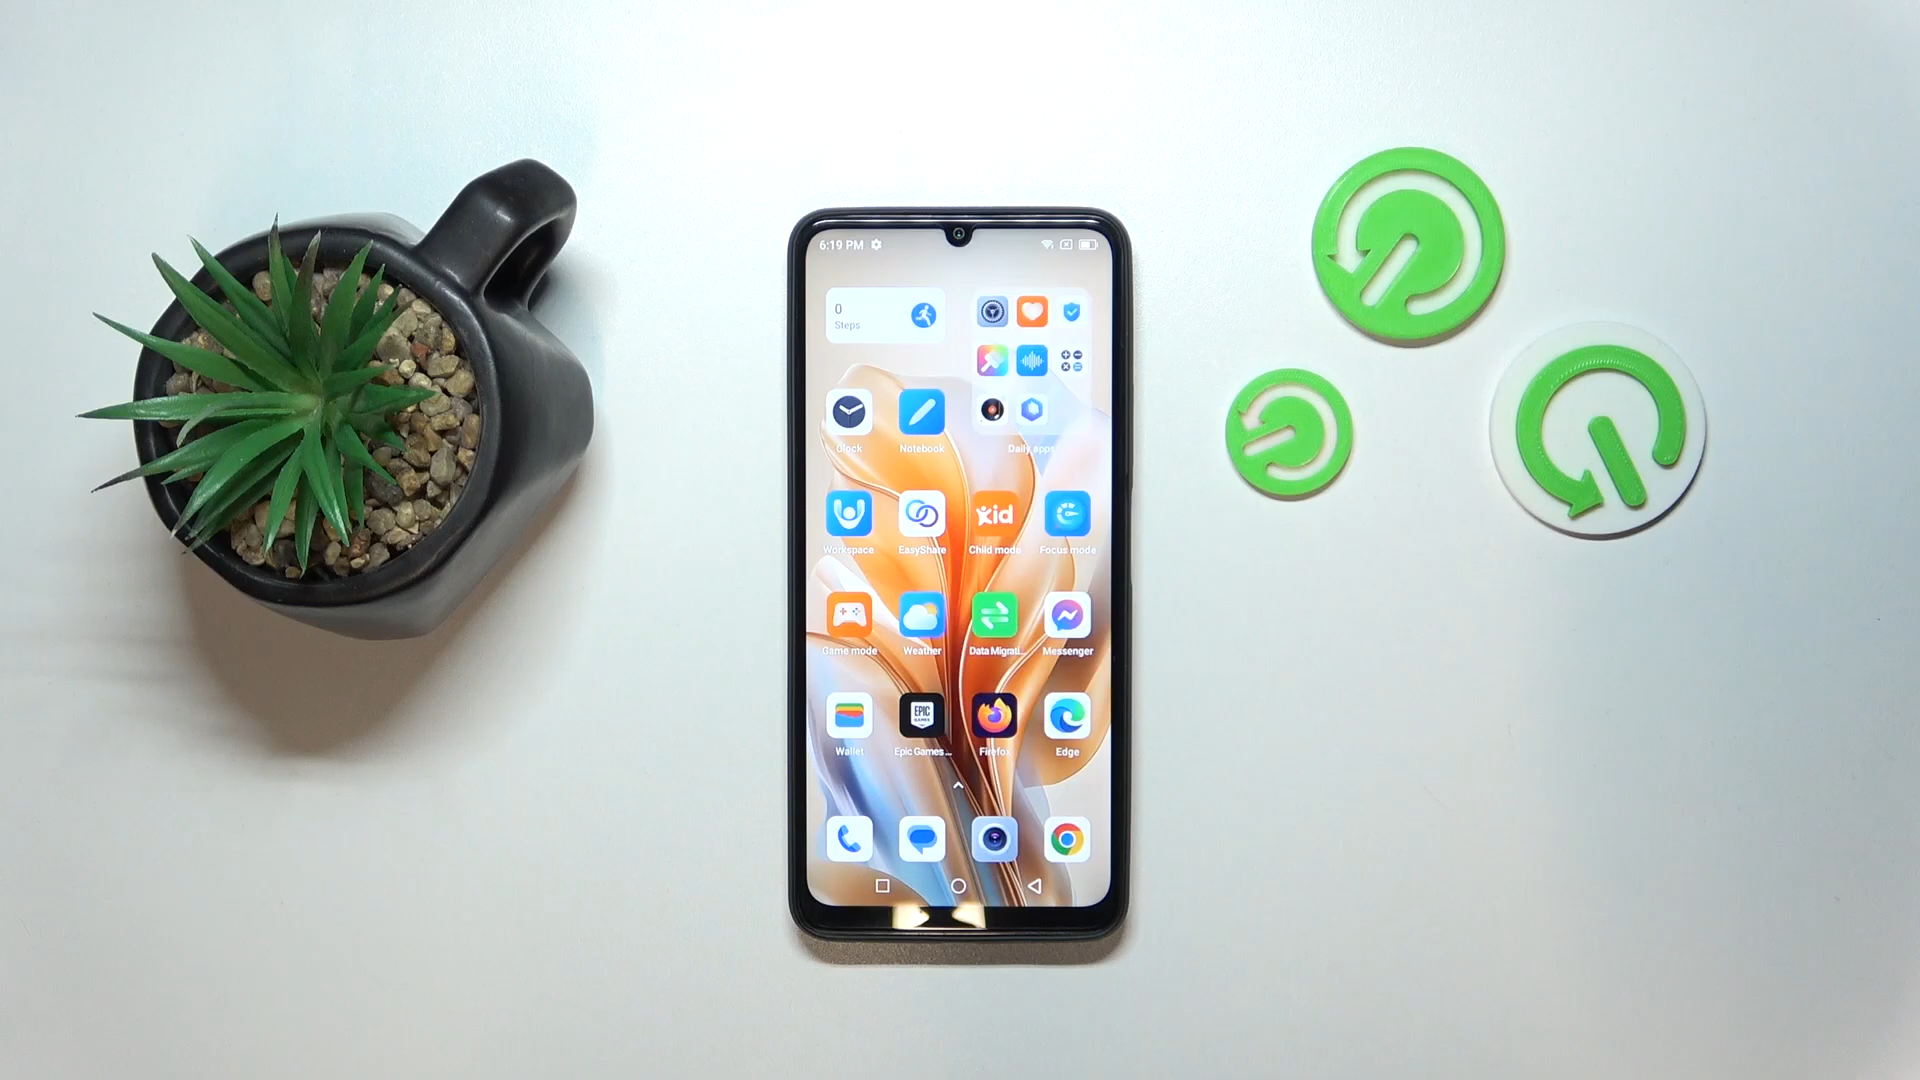 6:19 PM
0
Steps
Clock
Notebook
Daily apps
Workspace
EasyShare
kid
Child mode
Focus mode
Game mode
Weather
Data Migrati...
Messenger
Wallet
EPIC
GAMES
Epic Games ...
Firefox
Edge